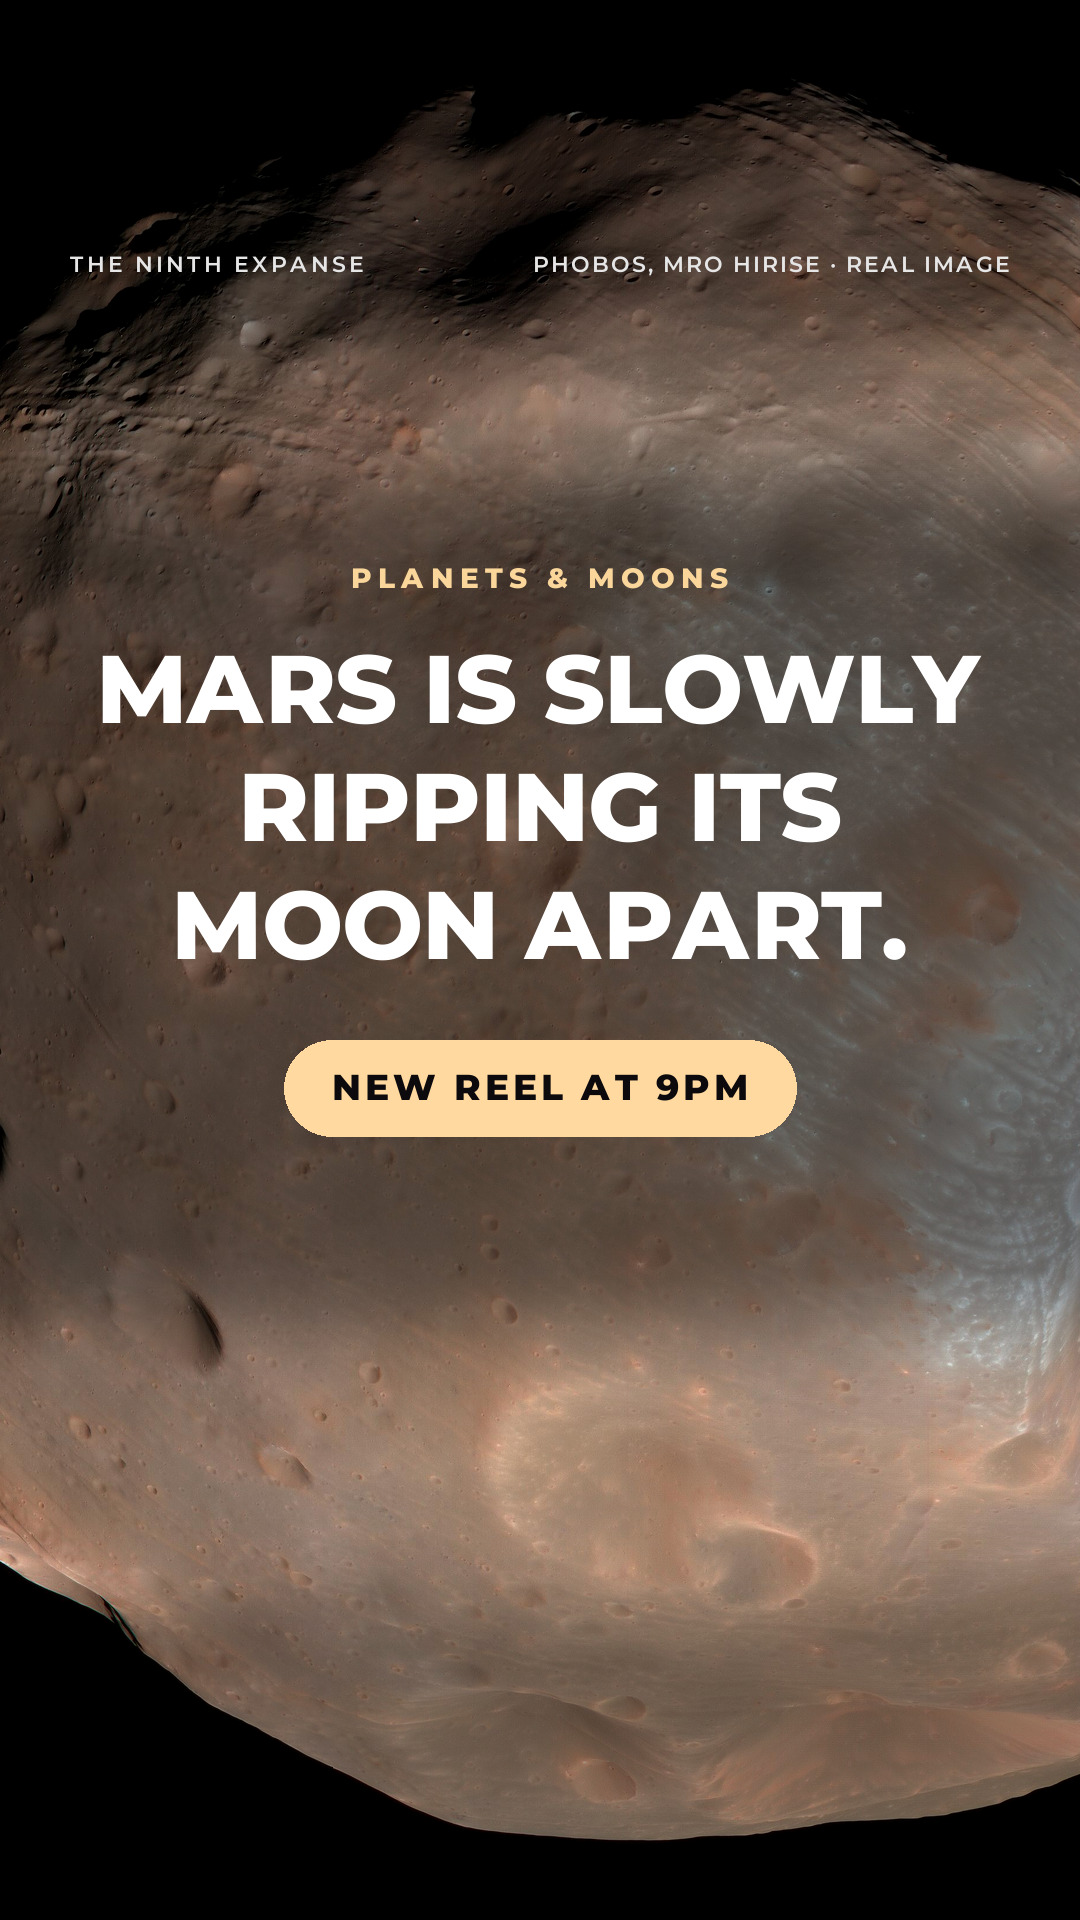 THE NINTH EXPANSE
PHOBOS, MRO HIRISE · REAL IMAGE
PLANETS & MOONS
MARS IS SLOWLY
RIPPING ITS
MOON APART.
NEW REEL AT 9PM